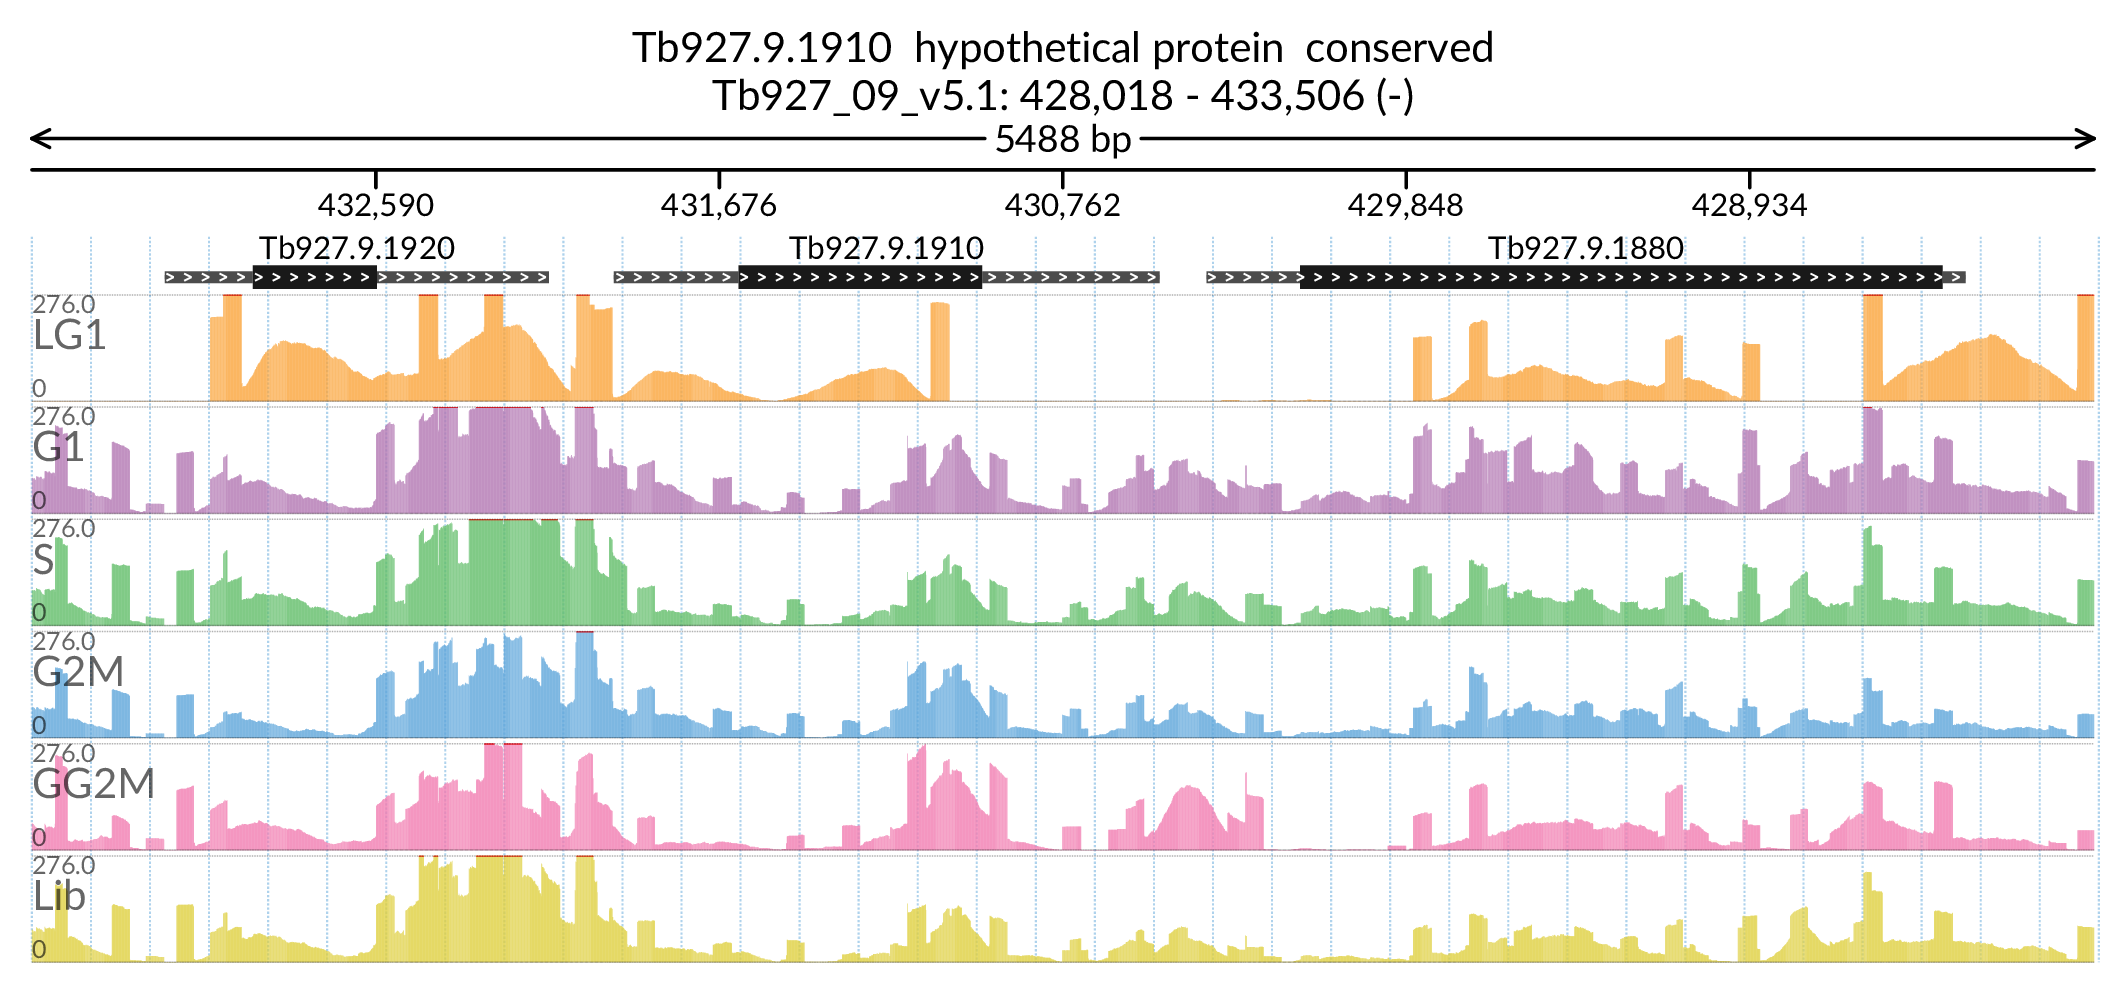 Tb927.9.1910 hypothetical protein conserved
Tb927_09_v5.1: 428,018 - 433,506 (-)
5488 bp
432,590 431,676 430,762 429,848 428,934
Tb927.9.1920 Tb927.9.1910 Tb927.9.1880
276.0
LG1
0
276.0
G1
0
276.0
S
0
276.0
G2M
0
276.0
GG2M
0
276.0
Lib
0